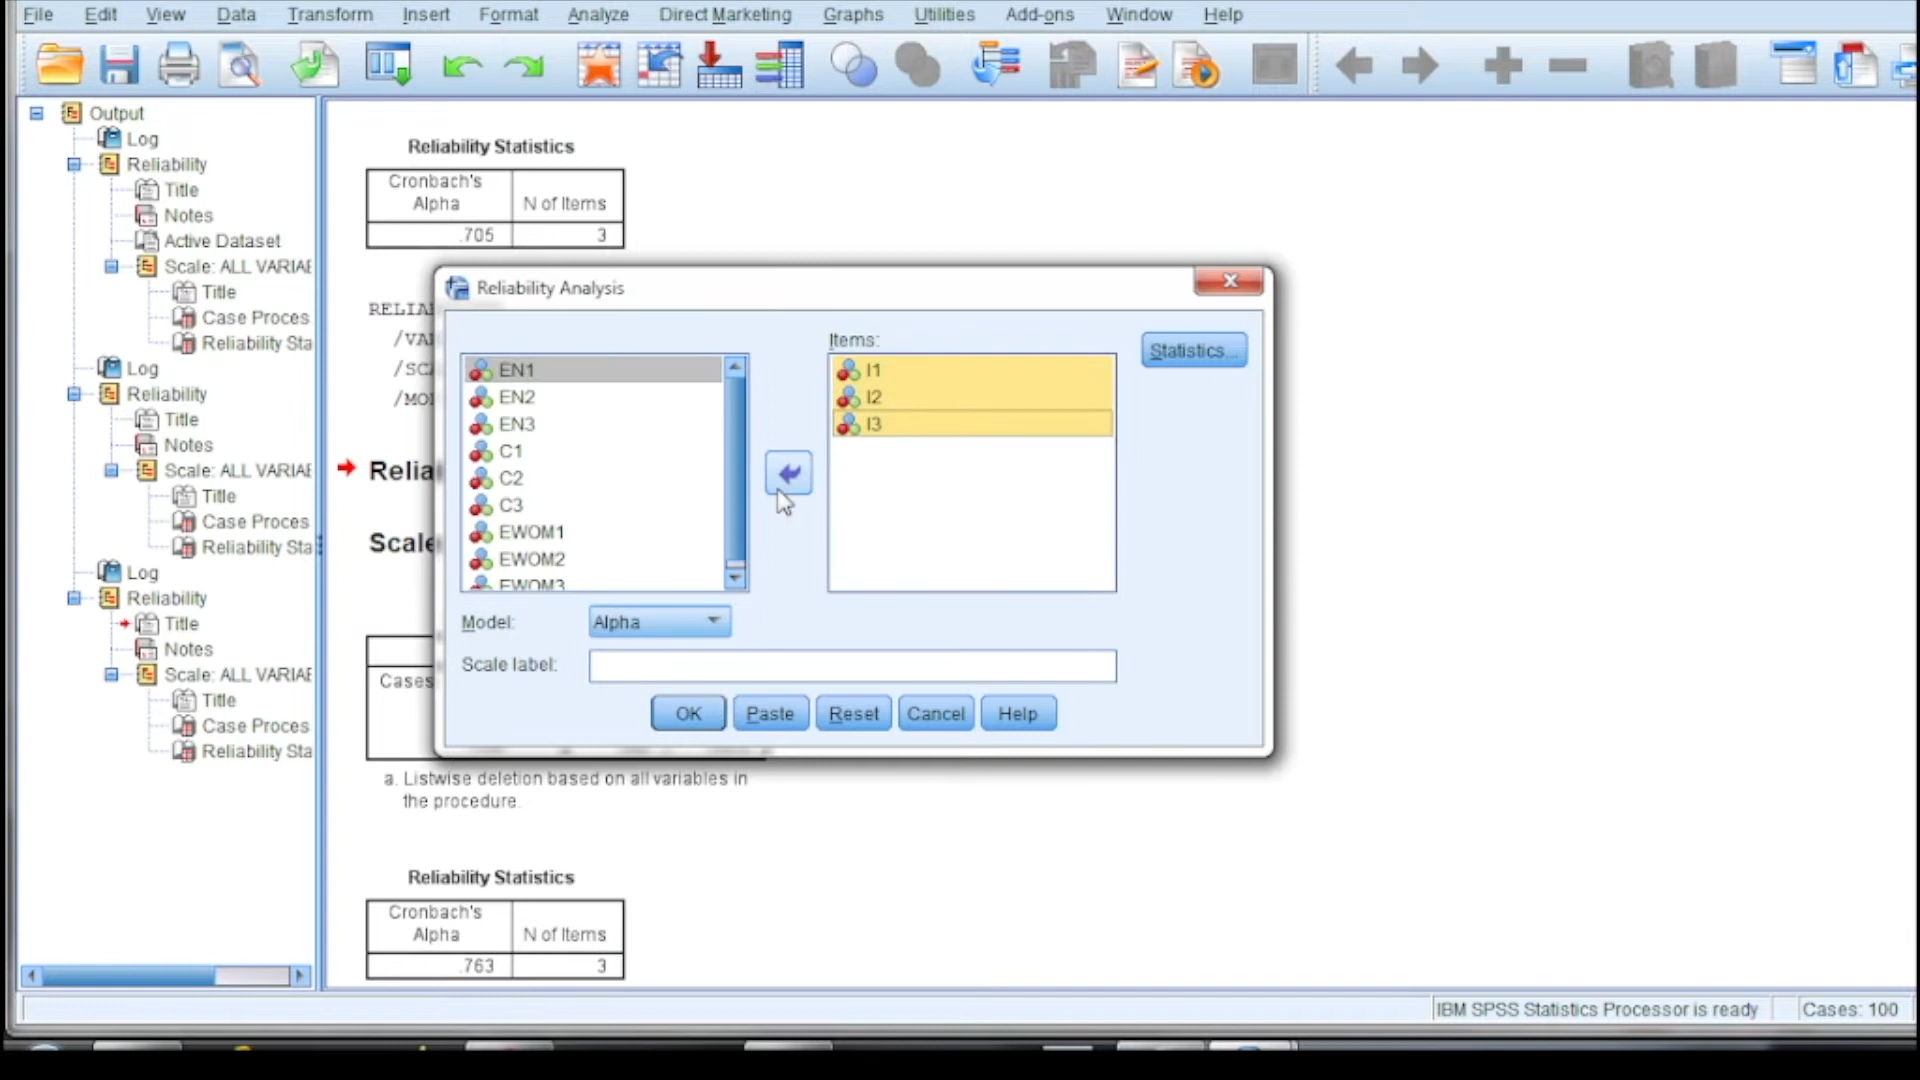 File Edit View Data Transform Insert Format Analyze Direct Marketing Graphs Utilities Add-ons Window Help
Output
Log
Reliability
Title
Notes
Active Dataset
Scale: ALL VARIAE
Title
Case Proces
Reliability Sta
Log
Reliability
Title
Notes
Scale: ALL VARIAE
Title
Case Proces
Reliability Sta
Log
Reliability
Title
Notes
Scale: ALL VARIAE
Title
Case Proces
Reliability Sta
Reliability Statistics
Cronbach's
Alpha N of Items
.705 3
RELIA
/VAI
/SCA
/MOI
Relia
Scale
Cases
a. Listwise deletion based on all variables in
the procedure.
Reliability Statistics
Cronbach's
Alpha N of Items
.763 3
Reliability Analysis
EN1
EN2
EN3
C1
C2
C3
EWOM1
EWOM2
EWOM3
Items:
I1
I2
I3
Statistics...
Model: Alpha
Scale label:
OK Paste Reset Cancel Help
IBM SPSS Statistics Processor is ready Cases: 100